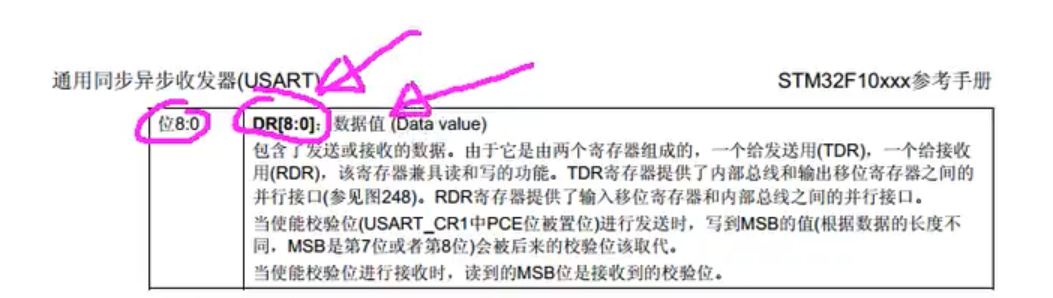 通用同步异步收发器(USART)
STM32F10xxx参考手册
位8:0
DR[8:0]：数据值 (Data value)
包含了发送或接收的数据。由于它是由两个寄存器组成的，一个给发送用(TDR)，一个给接收
用(RDR)，该寄存器兼具读和写的功能。TDR寄存器提供了内部总线和输出移位寄存器之间的
并行接口(参见图248)。RDR寄存器提供了输入移位寄存器和内部总线之间的并行接口。
当使能校验位(USART_CR1中PCE位被置位)进行发送时，写到MSB的值(根据数据的长度不
同，MSB是第7位或者第8位)会被后来的校验位该取代。
当使能校验位进行接收时，读到的MSB位是接收到的校验位。